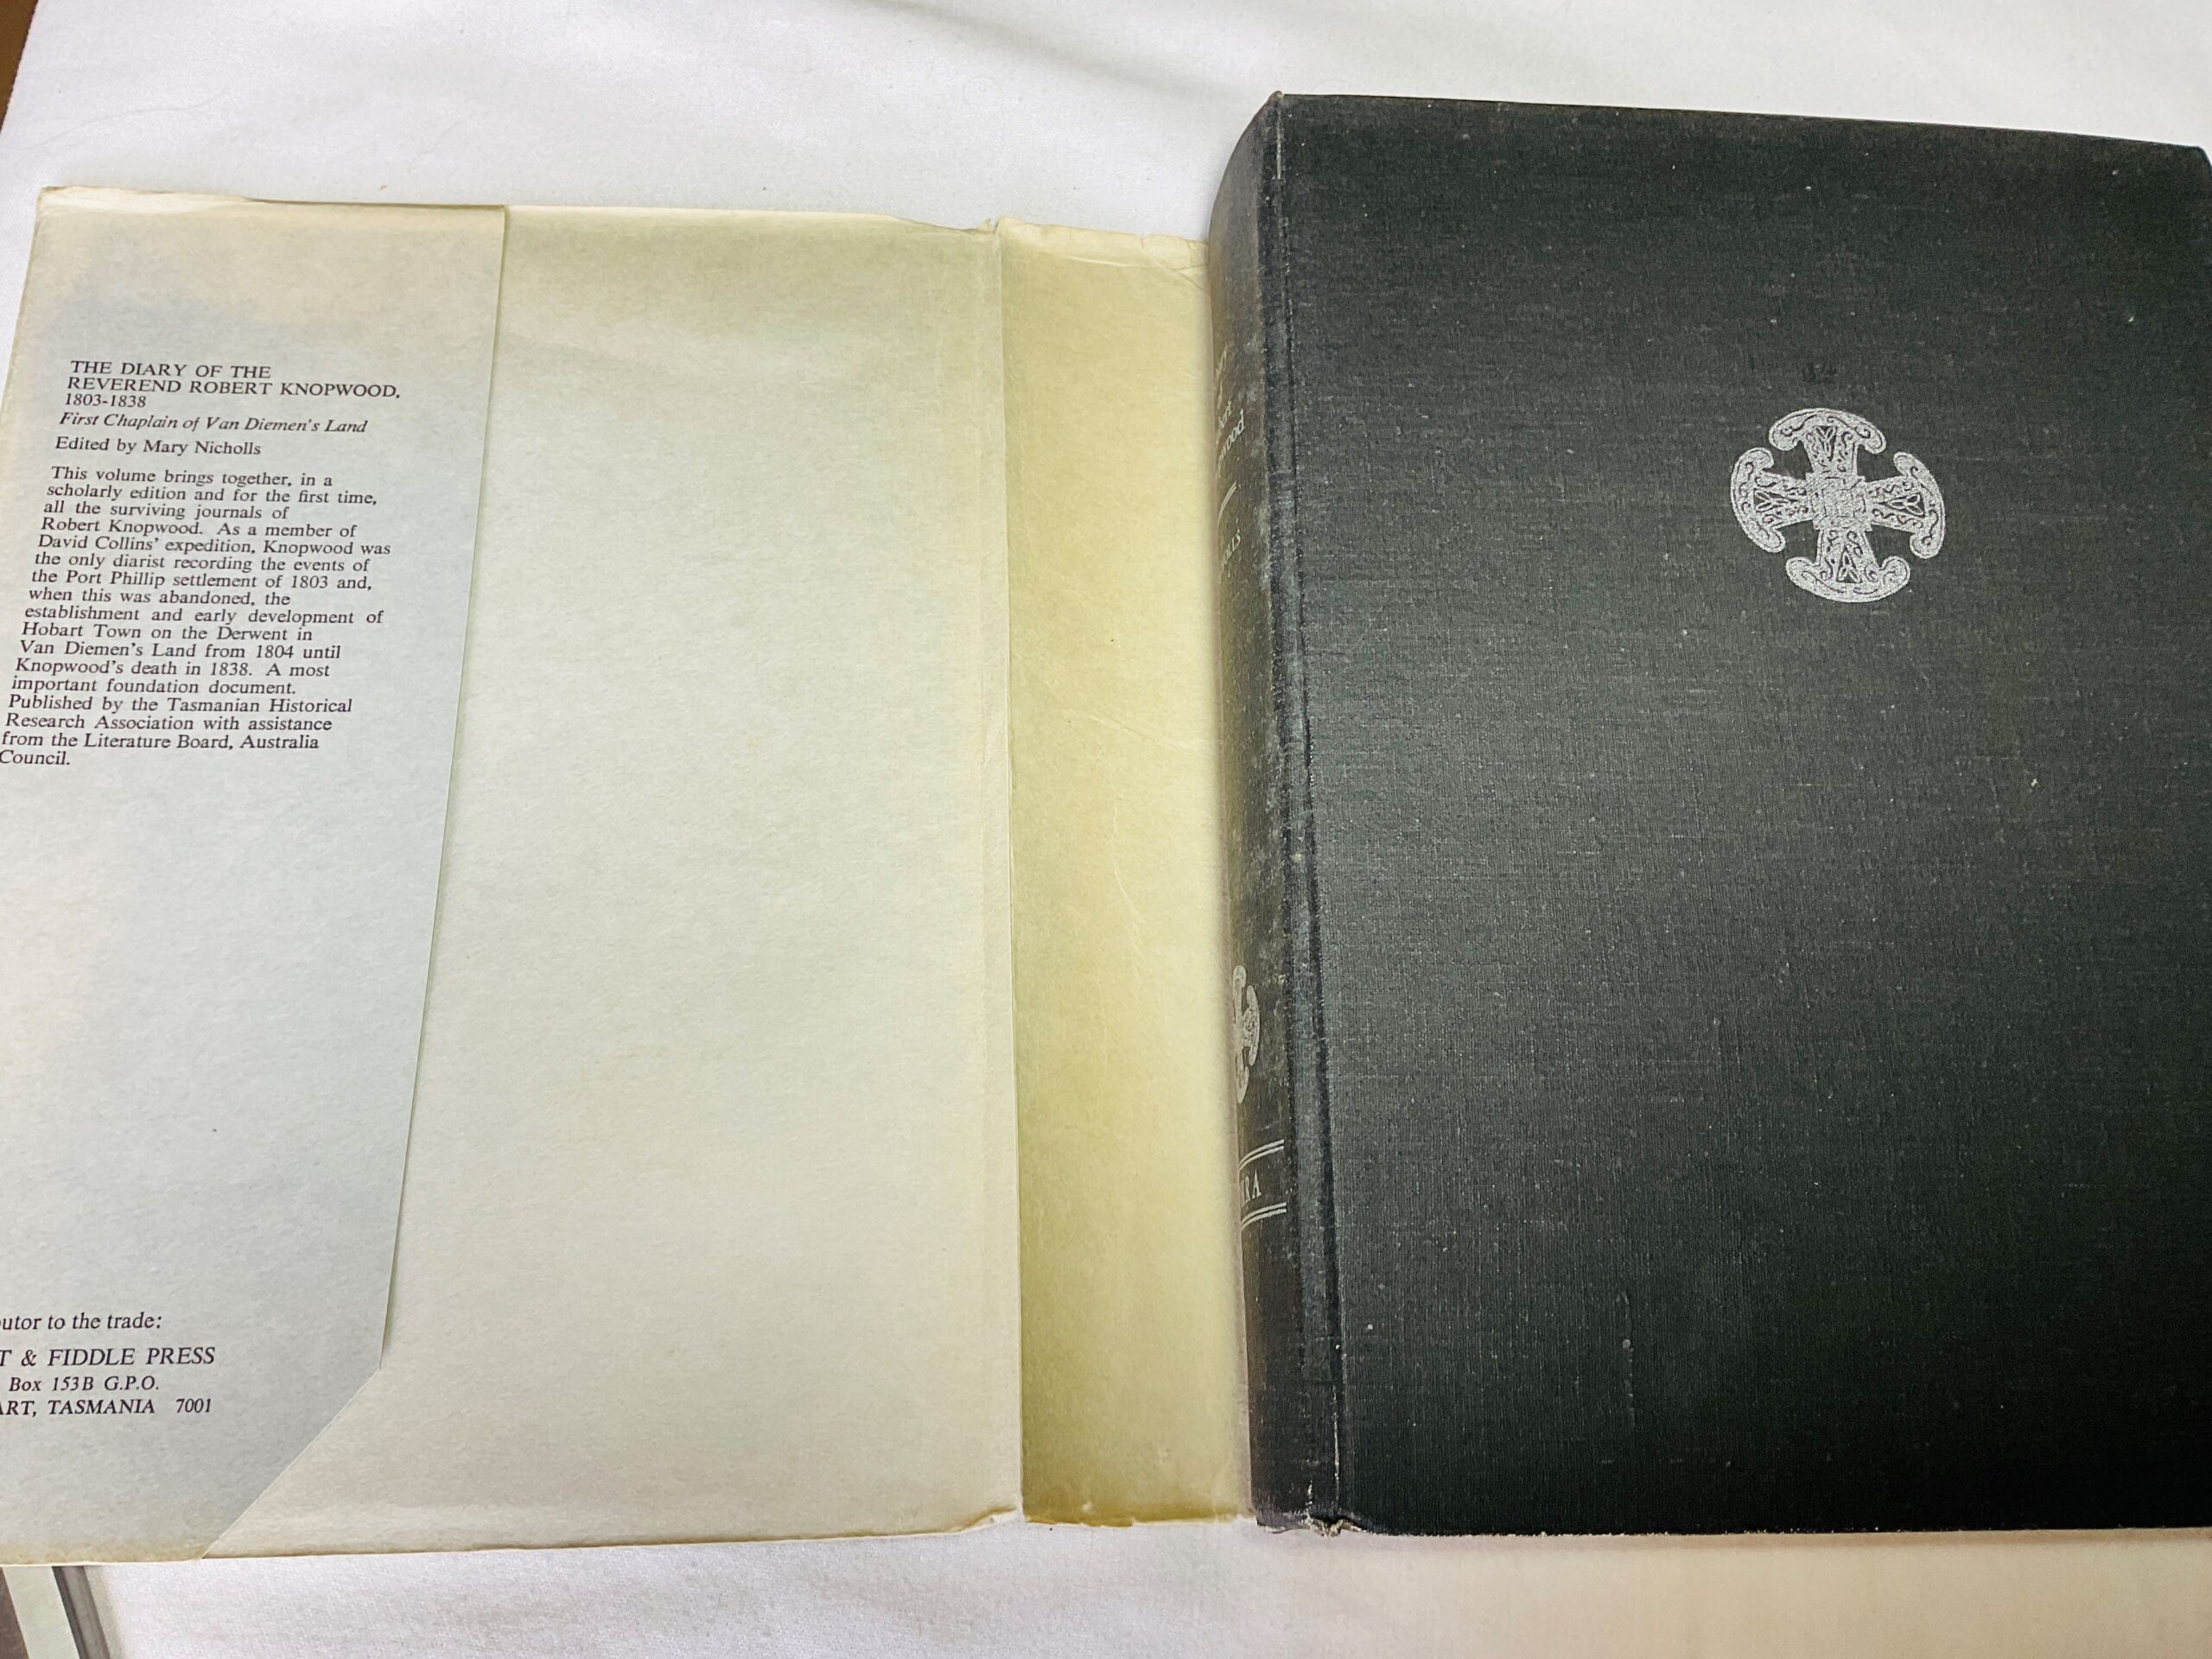 THE DIARY OF THE
REVEREND ROBERT KNOPWOOD,
1803-1838
First Chaplain of Van Diemen's Land
Edited by Mary Nicholls
This volume brings together, in a
scholarly edition and for the first time,
all the surviving journals of
Robert Knopwood. As a member of
David Collins' expedition, Knopwood was
the only diarist recording the events of
the Port Phillip settlement of 1803 and,
when this was abandoned, the
establishment and early development of
Hobart Town on the Derwent in
Van Diemen's Land from 1804 until
Knopwood's death in 1838. A most
important foundation document.
Published by the Tasmanian Historical
Research Association with assistance
from the Literature Board, Australia
Council.
utor to the trade:
T & FIDDLE PRESS
Box 153B G.P.O.
ART, TASMANIA 7001